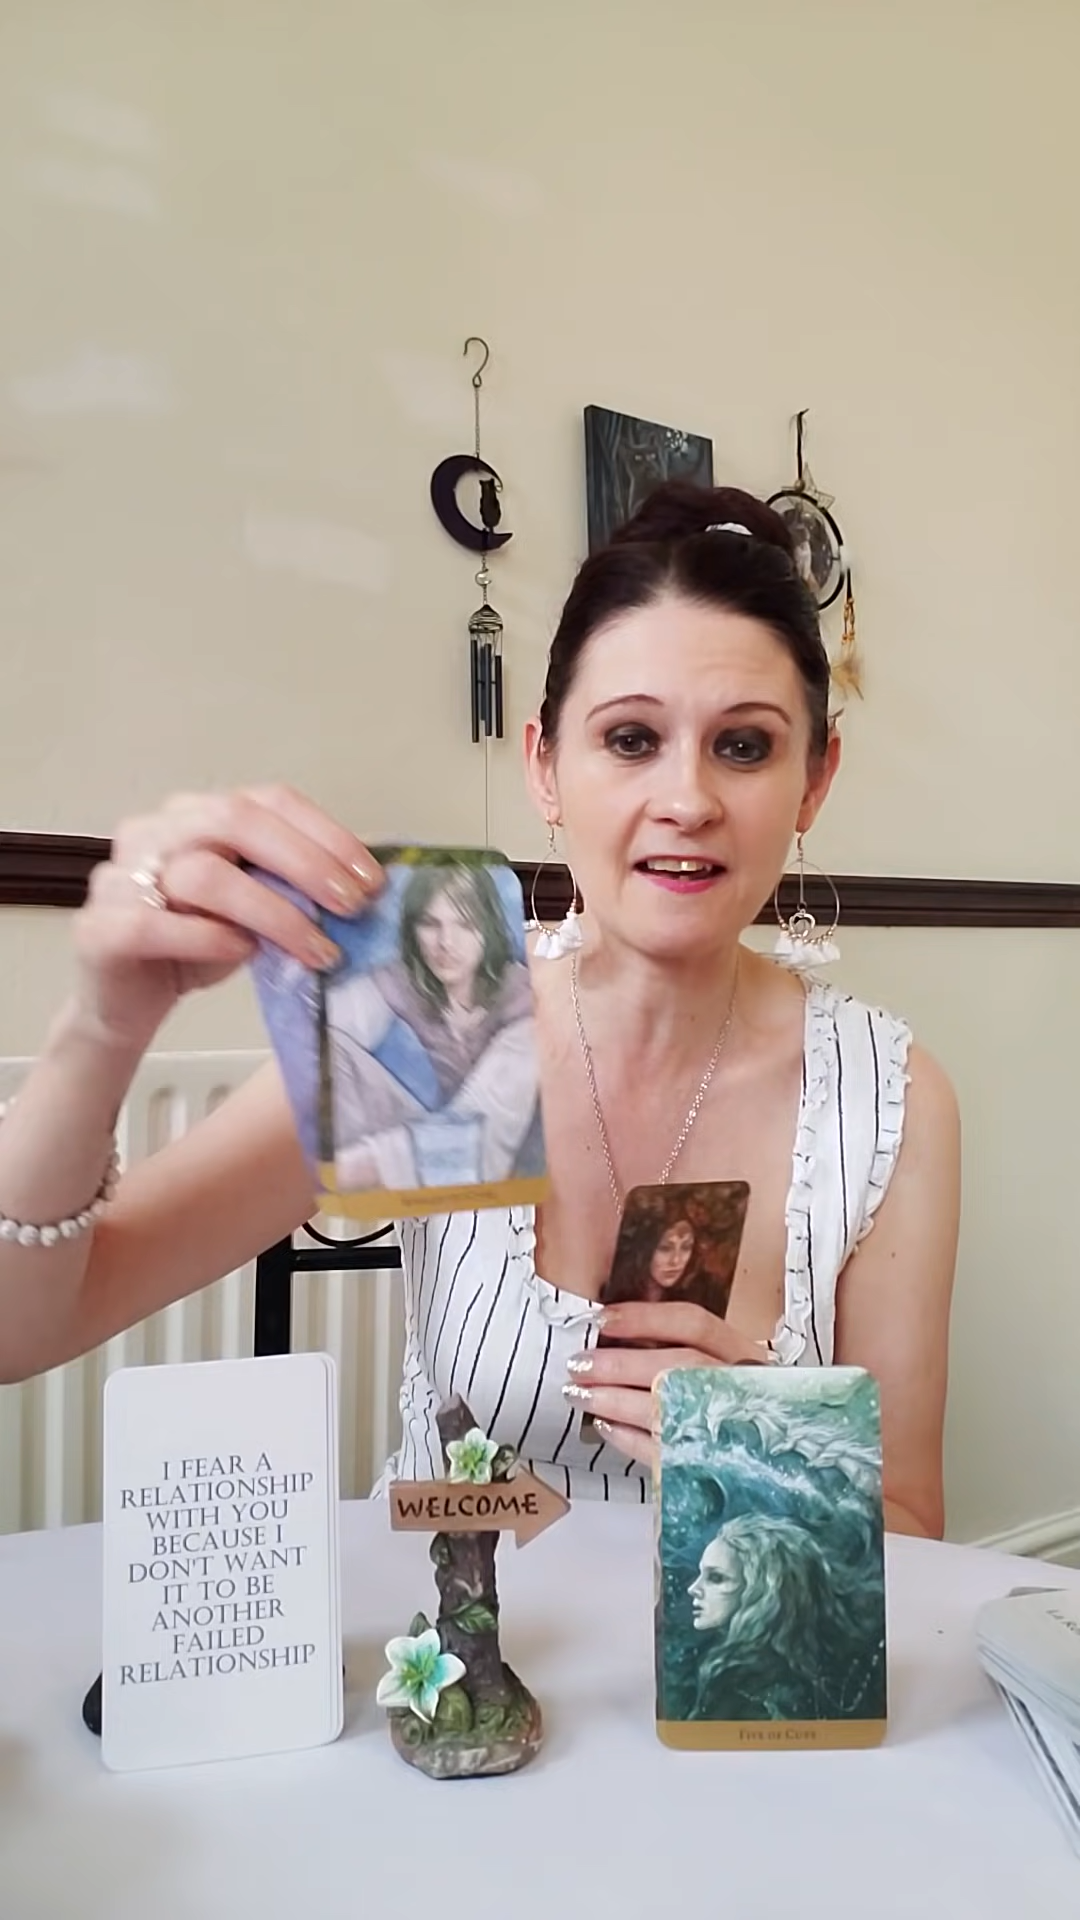 I FEAR A
RELATIONSHIP
WITH YOU
BECAUSE I
DON'T WANT
IT TO BE
ANOTHER
FAILED
RELATIONSHIP
WELCOME
FIVE OF CUPS